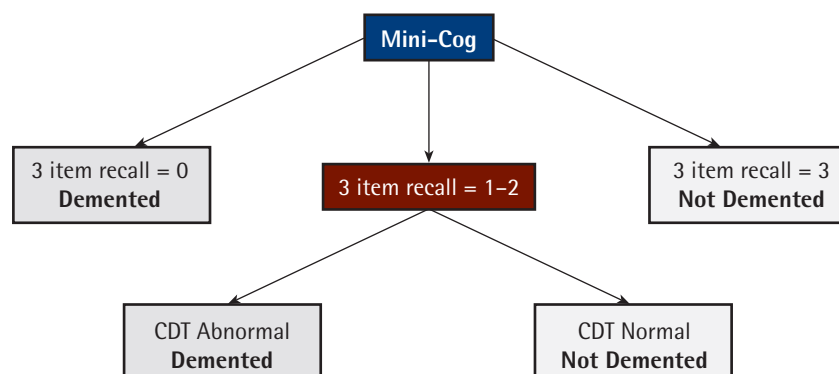 Mini-Cog
3 item recall = 0
Demented
3 item recall = 1–2
3 item recall = 3
Not Demented
CDT Abnormal
Demented
CDT Normal
Not Demented